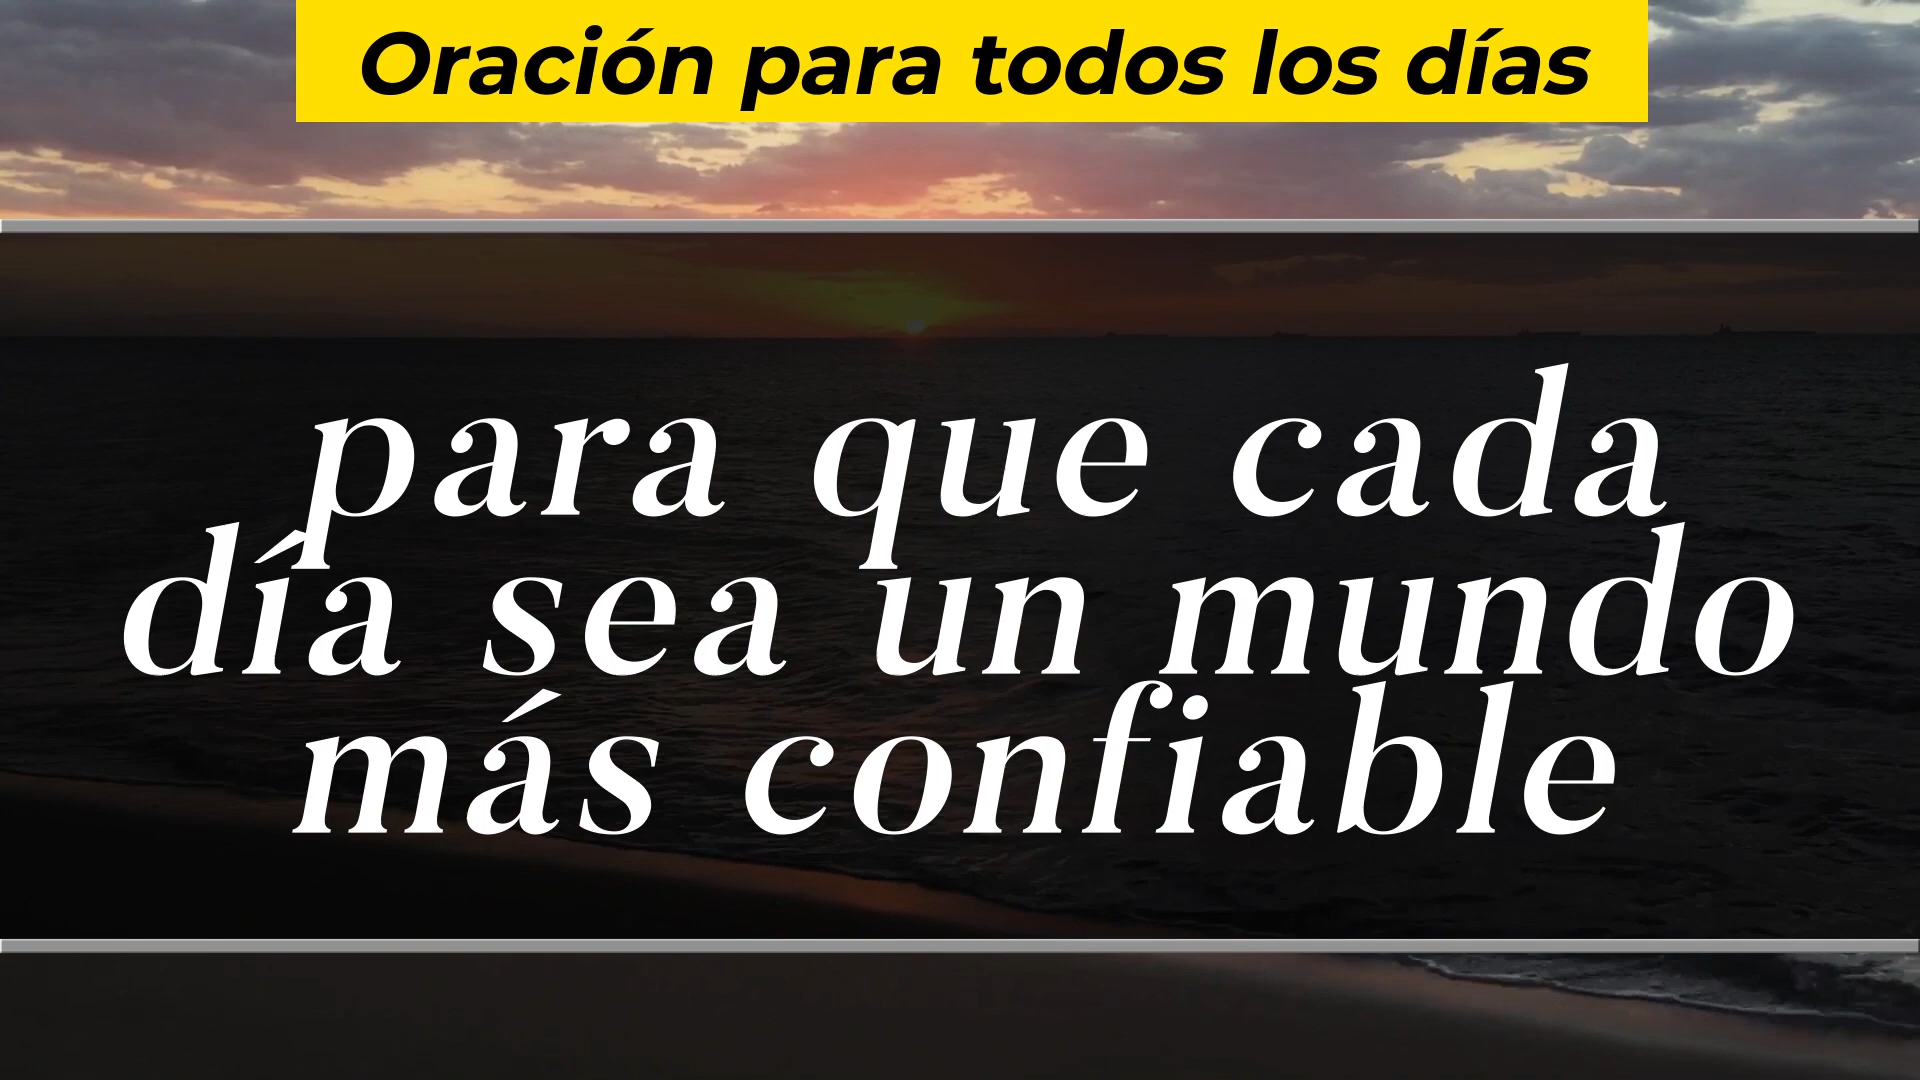 Oración para todos los días
para que cada
día sea un mundo
más confiable